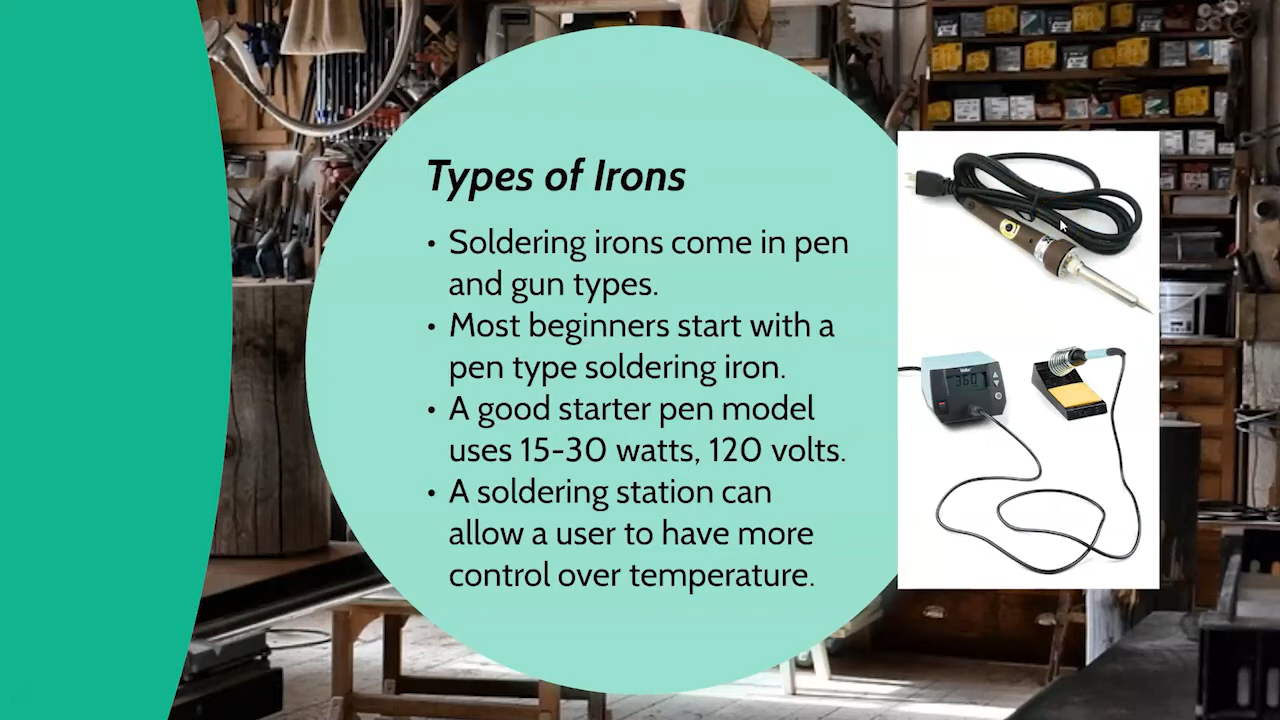 Types of Irons
• Soldering irons come in pen
and gun types.
• Most beginners start with a
pen type soldering iron.
• A good starter pen model
uses 15-30 watts, 120 volts.
• A soldering station can
allow a user to have more
control over temperature.
360